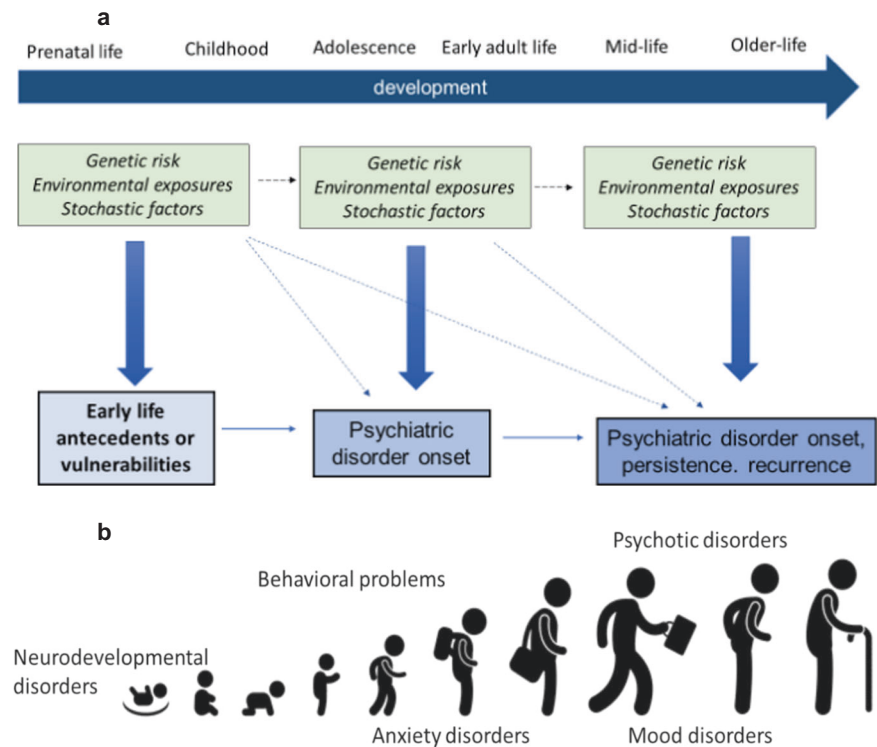 a
Prenatal life
Childhood
Adolescence
Early adult life
Mid-life
Older-life
development
Genetic risk
Environmental exposures
Stochastic factors
Genetic risk
Environmental exposures
Stochastic factors
Genetic risk
Environmental exposures
Stochastic factors
Early life
antecedents or
vulnerabilities
Psychiatric
disorder onset
Psychiatric disorder onset,
persistence. recurrence
b
Psychotic disorders
Behavioral problems
Neurodevelopmental
disorders
Anxiety disorders
Mood disorders